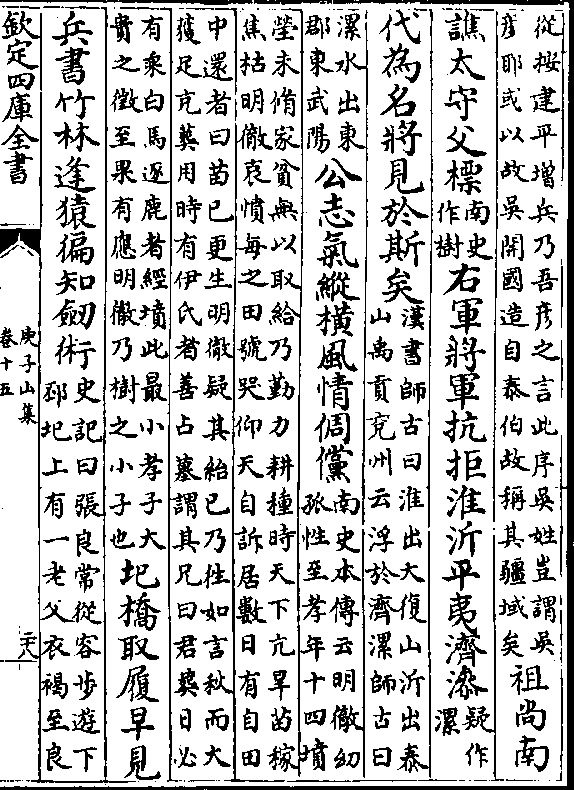 從按建平增兵乃吾彥之言此序吳姓豈謂吳
彥耶或以故吳開國造自泰伯故稱其疆域矣
祖尚南
譙太守父標
南史
作樹
右軍將軍抗拒淮沂平夷濟漆
疑作
漯
代為名將見於斯矣
漢書師古曰淮出大復山沂出泰
山禹貢兖州云浮於濟漯師古曰
漯水出東
郡東武陽
公志氣縱橫風情倜儻
南史本傳云明徹幼
孤性至孝年十四墳
塋未脩家貧無以取給乃勤力耕種時天下亢旱苗稼
焦枯明徹哀憤每之田號哭仰天自訴居數日有自田
中還者曰苗已更生明徹疑其紿已乃往如言秋而大
獲足充葬用時有伊氏者善占墓謂其兄曰君葬日必
有乘白馬逐鹿者經墳此最小孝子大
貴之徵至果有應明徹乃樹之小子也
圯橋取履早見
兵書竹林逢猿徧知劒術
史記曰張良常從容步遊下
邳圯上有一老父衣褐至良
欽定四庫全書
庾子山集
卷十五
二十八